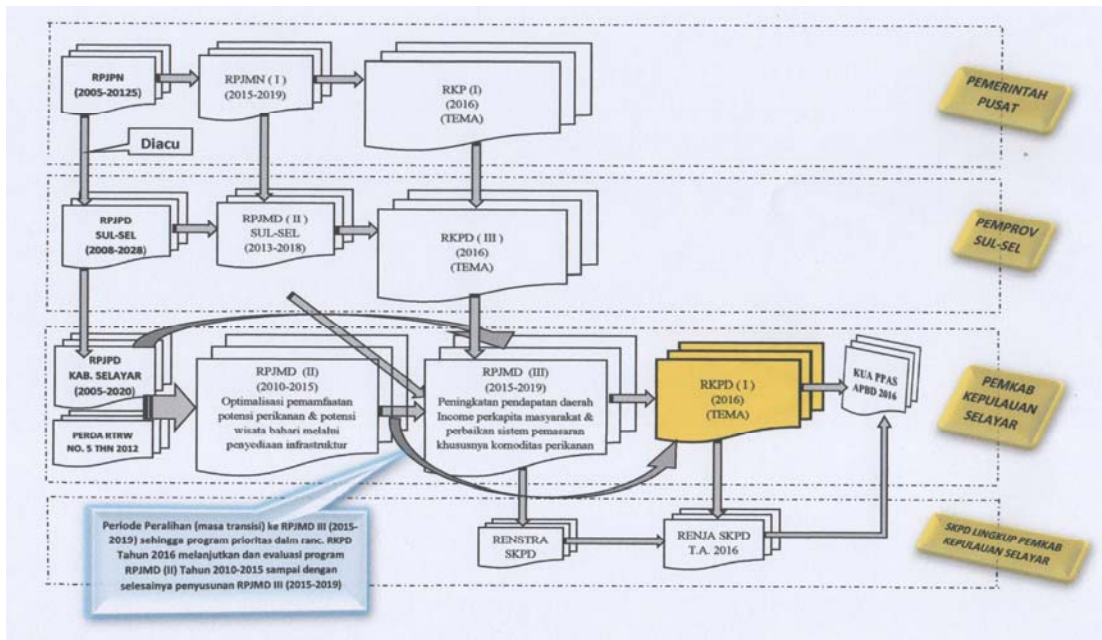 RPJPN
(2005-20125)
RPJMN ( I )
(2015-2019)
RKP (I)
(2016)
(TEMA)
PEMERINTAH
PUSAT
Diacu
RPJPD
SUL-SEL
(2008-2028)
RPJMD ( II )
SUL-SEL
(2013-2018)
RKPD ( III )
(2016)
(TEMA)
PEMPROV
SUL-SEL
RPJPD
KAB. SELAYAR
(2005-2020)
PERDA RTRW
NO. 5 THN 2012
RPJMD (II)
(2010-2015)
Optimalisasi pemamfaatan
potensi perikanan & potensi
wisata bahari melalui
penyediaan infrastruktur
RPJMD (III)
(2015-2019)
Peningkatan pendapatan daerah
Income perkapita masyarakat &
perbaikan sistem pemasaran
khususnya komoditas perikanan
RKPD ( I )
(2016)
(TEMA)
KUA PPAS
APBD 2016
PEMKAB
KEPULAUAN
SELAYAR
Periode Peralihan (masa transisi) ke RPJMD III (2015-
2019) sehingga program prioritas dalm ranc. RKPD
Tahun 2016 melanjutkan dan evaluasi program
RPJMD (II) Tahun 2010-2015 sampai dengan
selesainya penyusunan RPJMD III (2015-2019)
RENSTRA
SKPD
RENJA SKPD
T.A. 2016
SKPD LINGKUP PEMKAB
KEPULAUAN SELAYAR